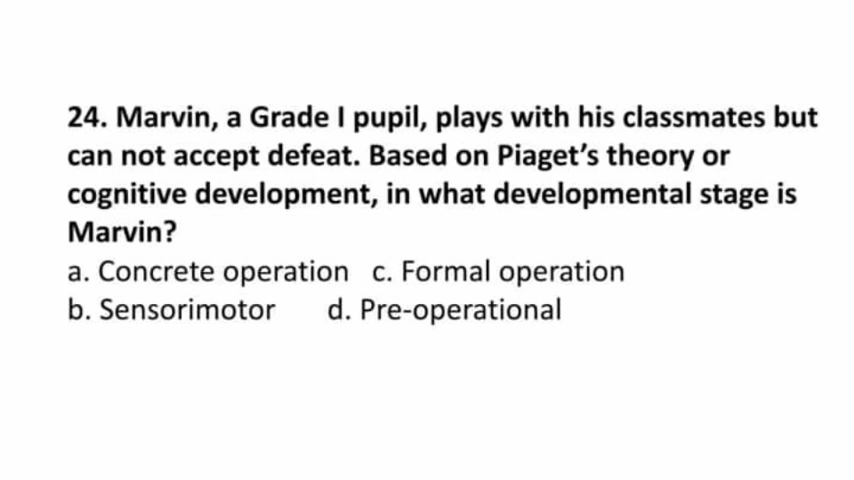 24. Marvin, a Grade I pupil, plays with his classmates but
can not accept defeat. Based on Piaget's theory or
cognitive development, in what developmental stage is
Marvin?
a. Concrete operation c. Formal operation
b. Sensorimotor d. Pre-operational